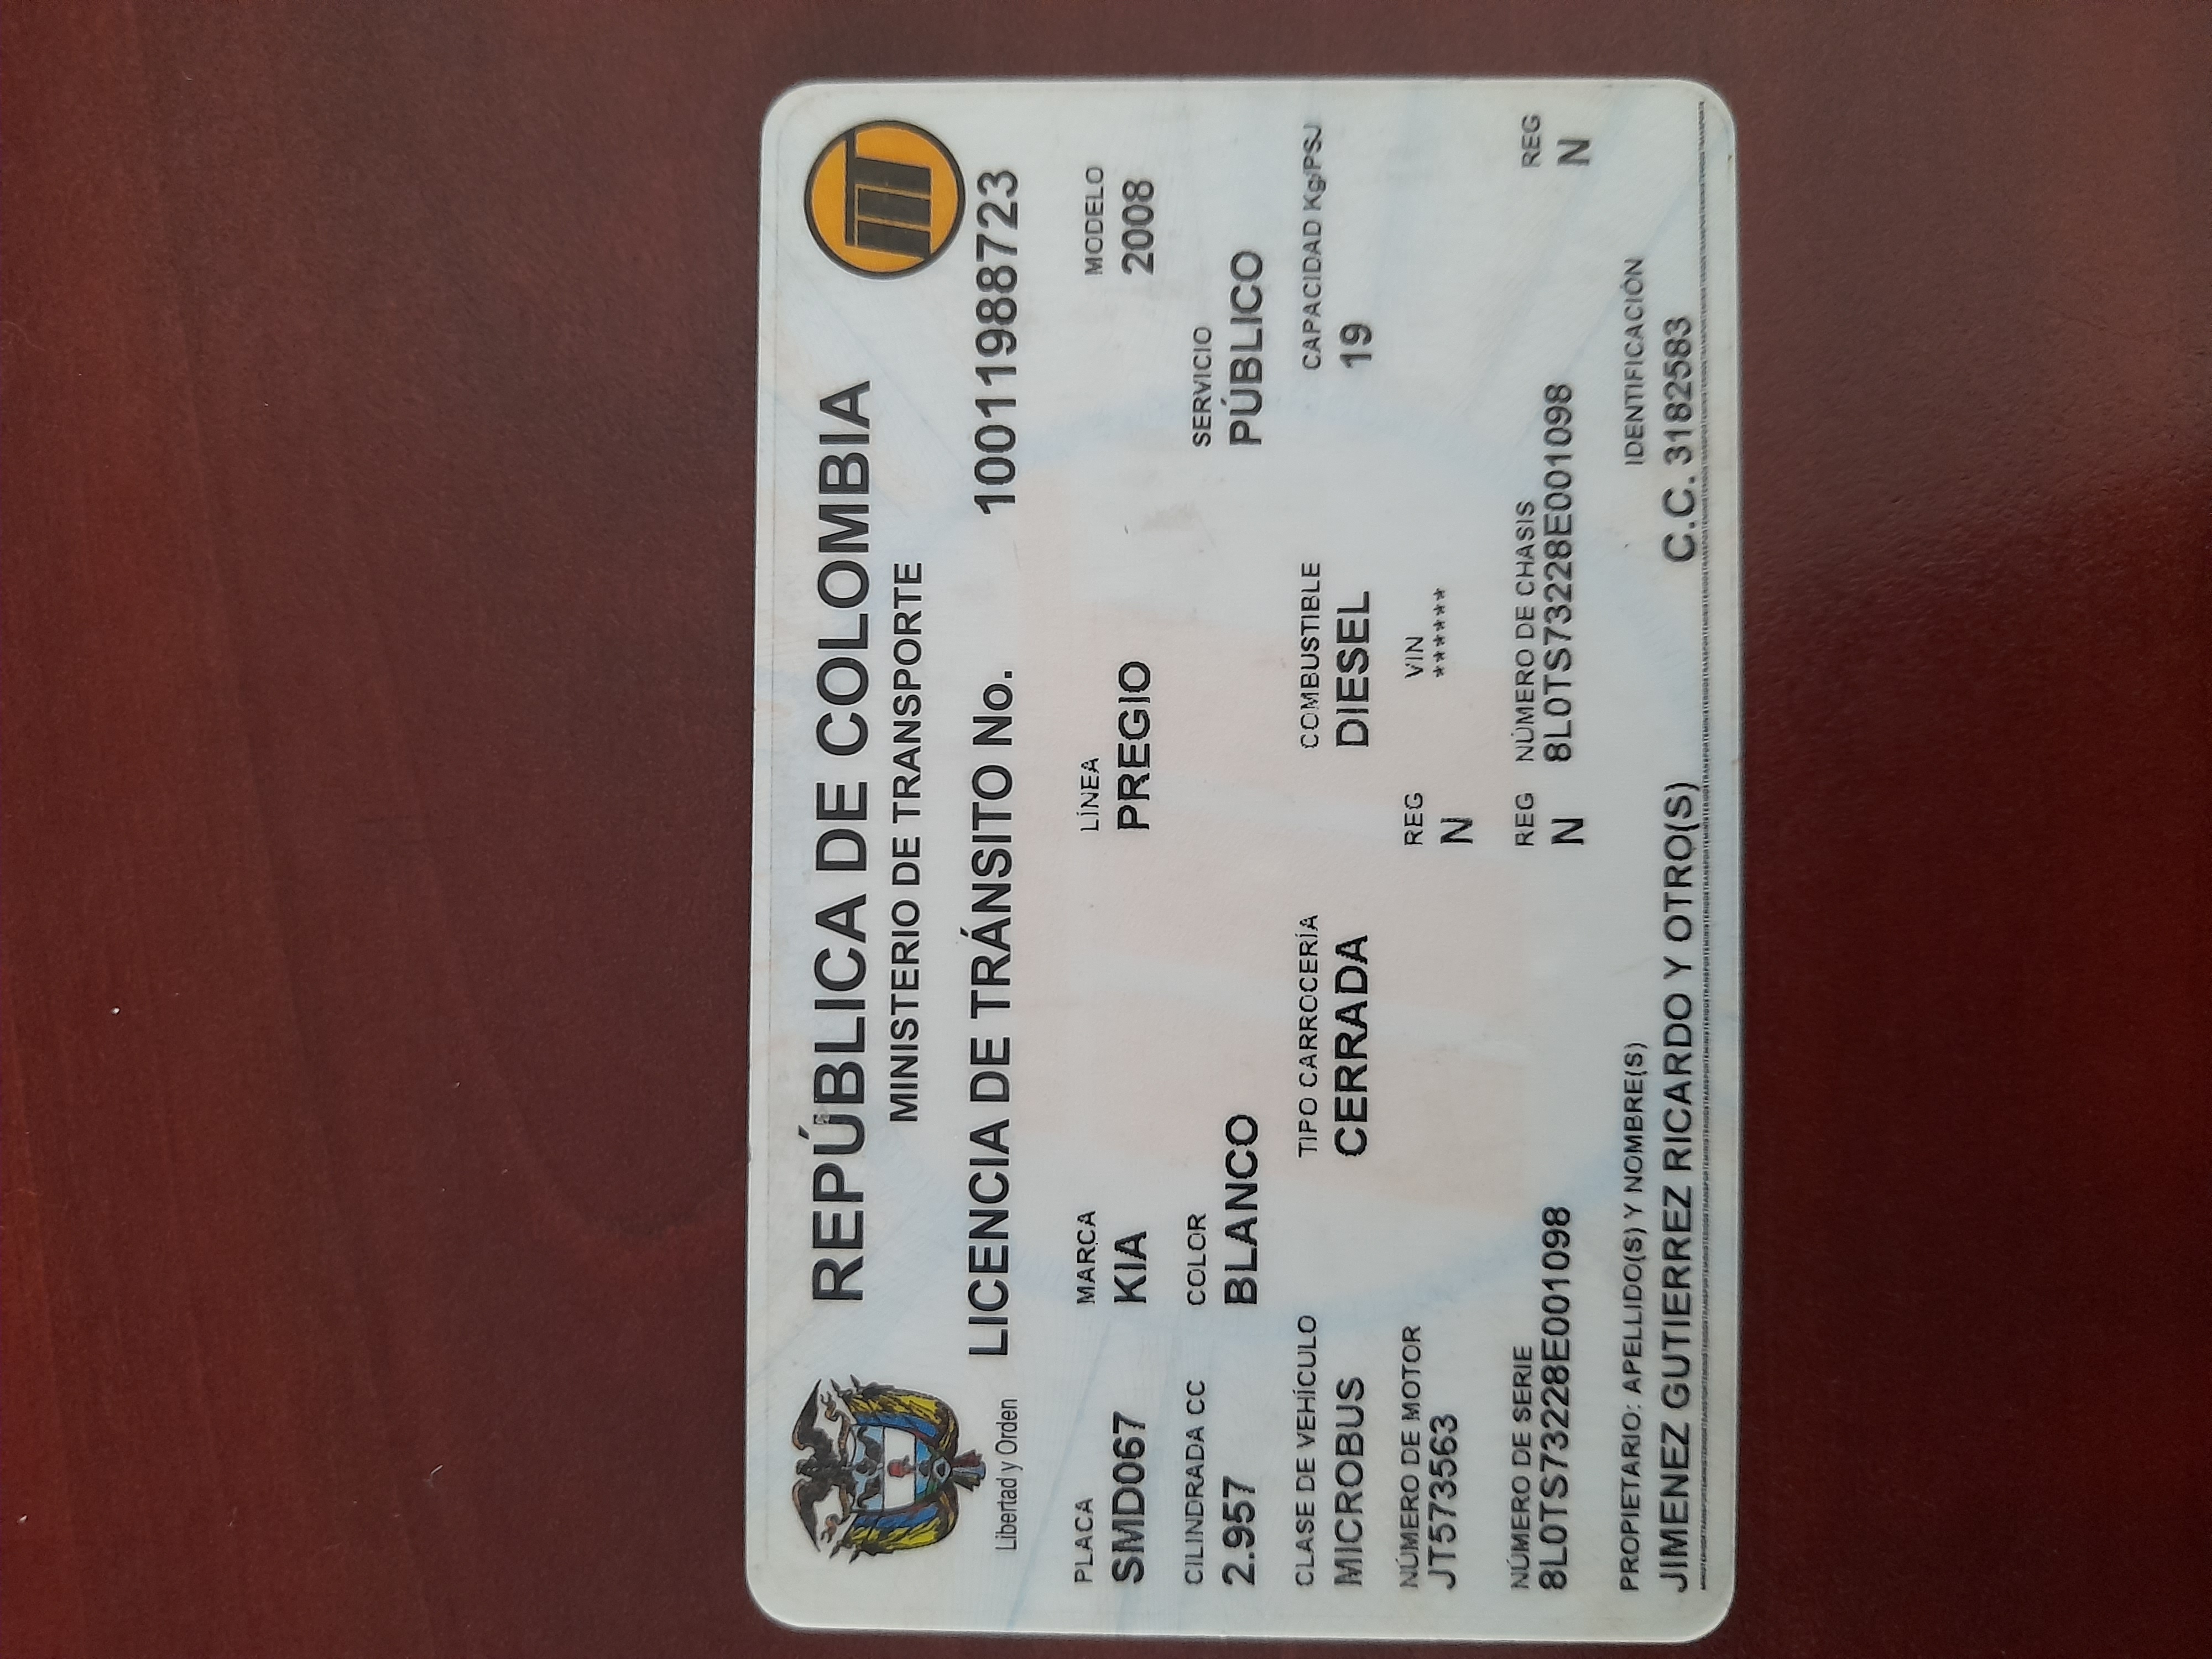 REPÚBLICA DE COLOMBIA
MINISTERIO DE TRANSPORTE
Libertad y Orden
LICENCIA DE TRÁNSITO No. 10011988723
PLACA MARCA LÍNEA MODELO
SMD067 KIA PREGIO 2008
CILINDRADA CC COLOR SERVICIO
2.957 BLANCO PÚBLICO
CLASE DE VEHÍCULO TIPO CARROCERÍA COMBUSTIBLE CAPACIDAD Kg/PSJ
MICROBUS CERRADA DIESEL 19
NÚMERO DE MOTOR REG VIN
JT573563 N *******
NÚMERO DE SERIE REG NÚMERO DE CHASIS REG
8L0TS73228E001098 N 8L0TS73228E001098 N
PROPIETARIO: APELLIDO(S) Y NOMBRE(S) IDENTIFICACIÓN
JIMENEZ GUTIERREZ RICARDO Y OTRO(S) C.C. 3182583